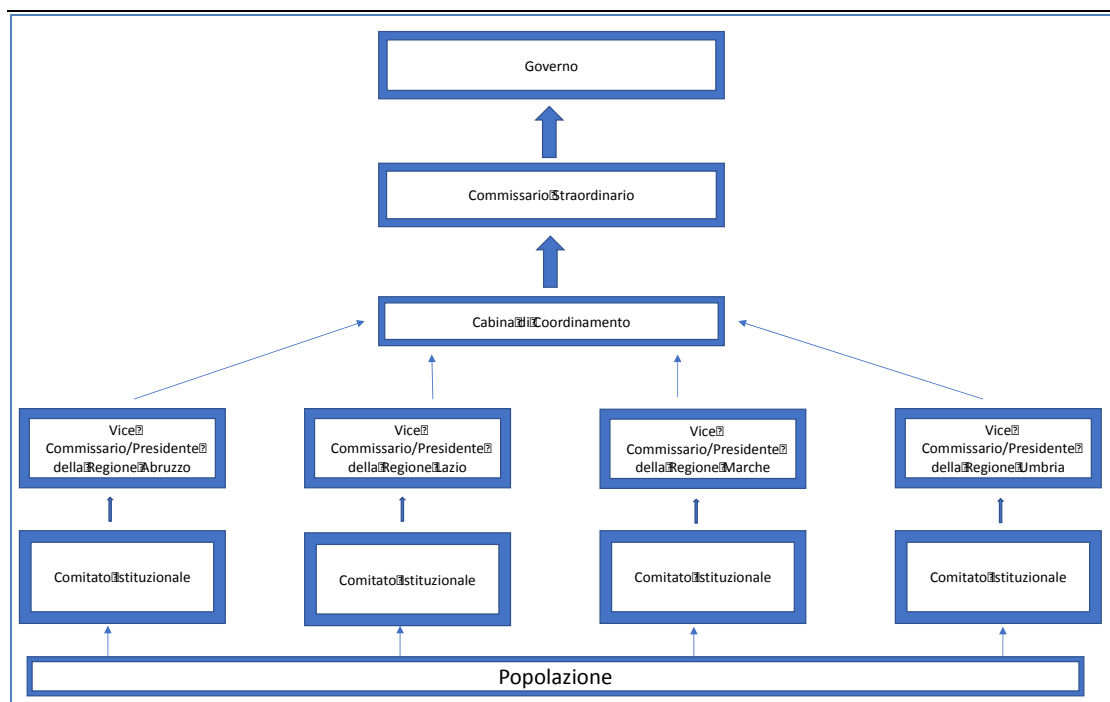 Governo
Commissario Straordinario
Cabina di Coordinamento
Vice
Commissario/Presidente
della Regione Abruzzo
Vice
Commissario/Presidente
della Regione Lazio
Vice
Commissario/Presidente
della Regione Marche
Vice
Commissario/Presidente
della Regione Umbria
Comitato Istituzionale
Comitato Istituzionale
Comitato Istituzionale
Comitato Istituzionale
Popolazione